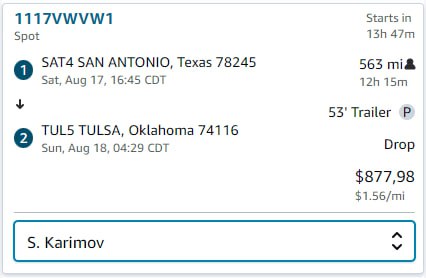 1117VWVW1
Starts in
Spot
13h 47m
1
SAT4 SAN ANTONIO, Texas 78245
563 mi
Sat, Aug 17, 16:45 CDT
12h 15m
53' Trailer P
2
TUL5 TULSA, Oklahoma 74116
Drop
Sun, Aug 18, 04:29 CDT
$877,98
$1.56/mi
S. Karimov